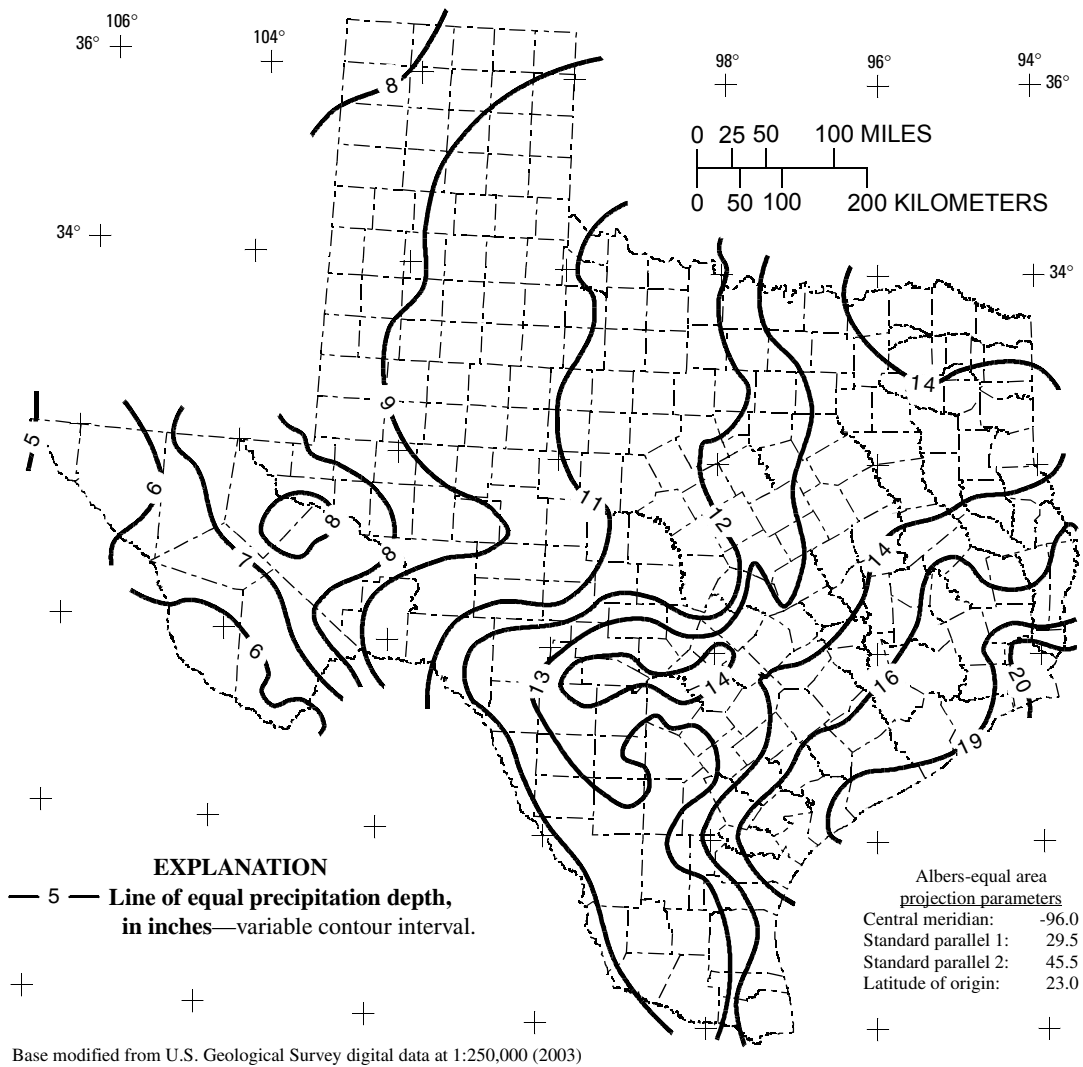 106°
36°
104°
98°
96°
94°
36°
8
0 25 50 100 MILES
0 50 100 200 KILOMETERS
34°
34°
14
9
5
6
11
8
12
8
14
7
6
13
14
16
20
19
EXPLANATION
5 Line of equal precipitation depth,
in inches—variable contour interval.
Albers-equal area
projection parameters
Central meridian: -96.0
Standard parallel 1: 29.5
Standard parallel 2: 45.5
Latitude of origin: 23.0
Base modified from U.S. Geological Survey digital data at 1:250,000 (2003)